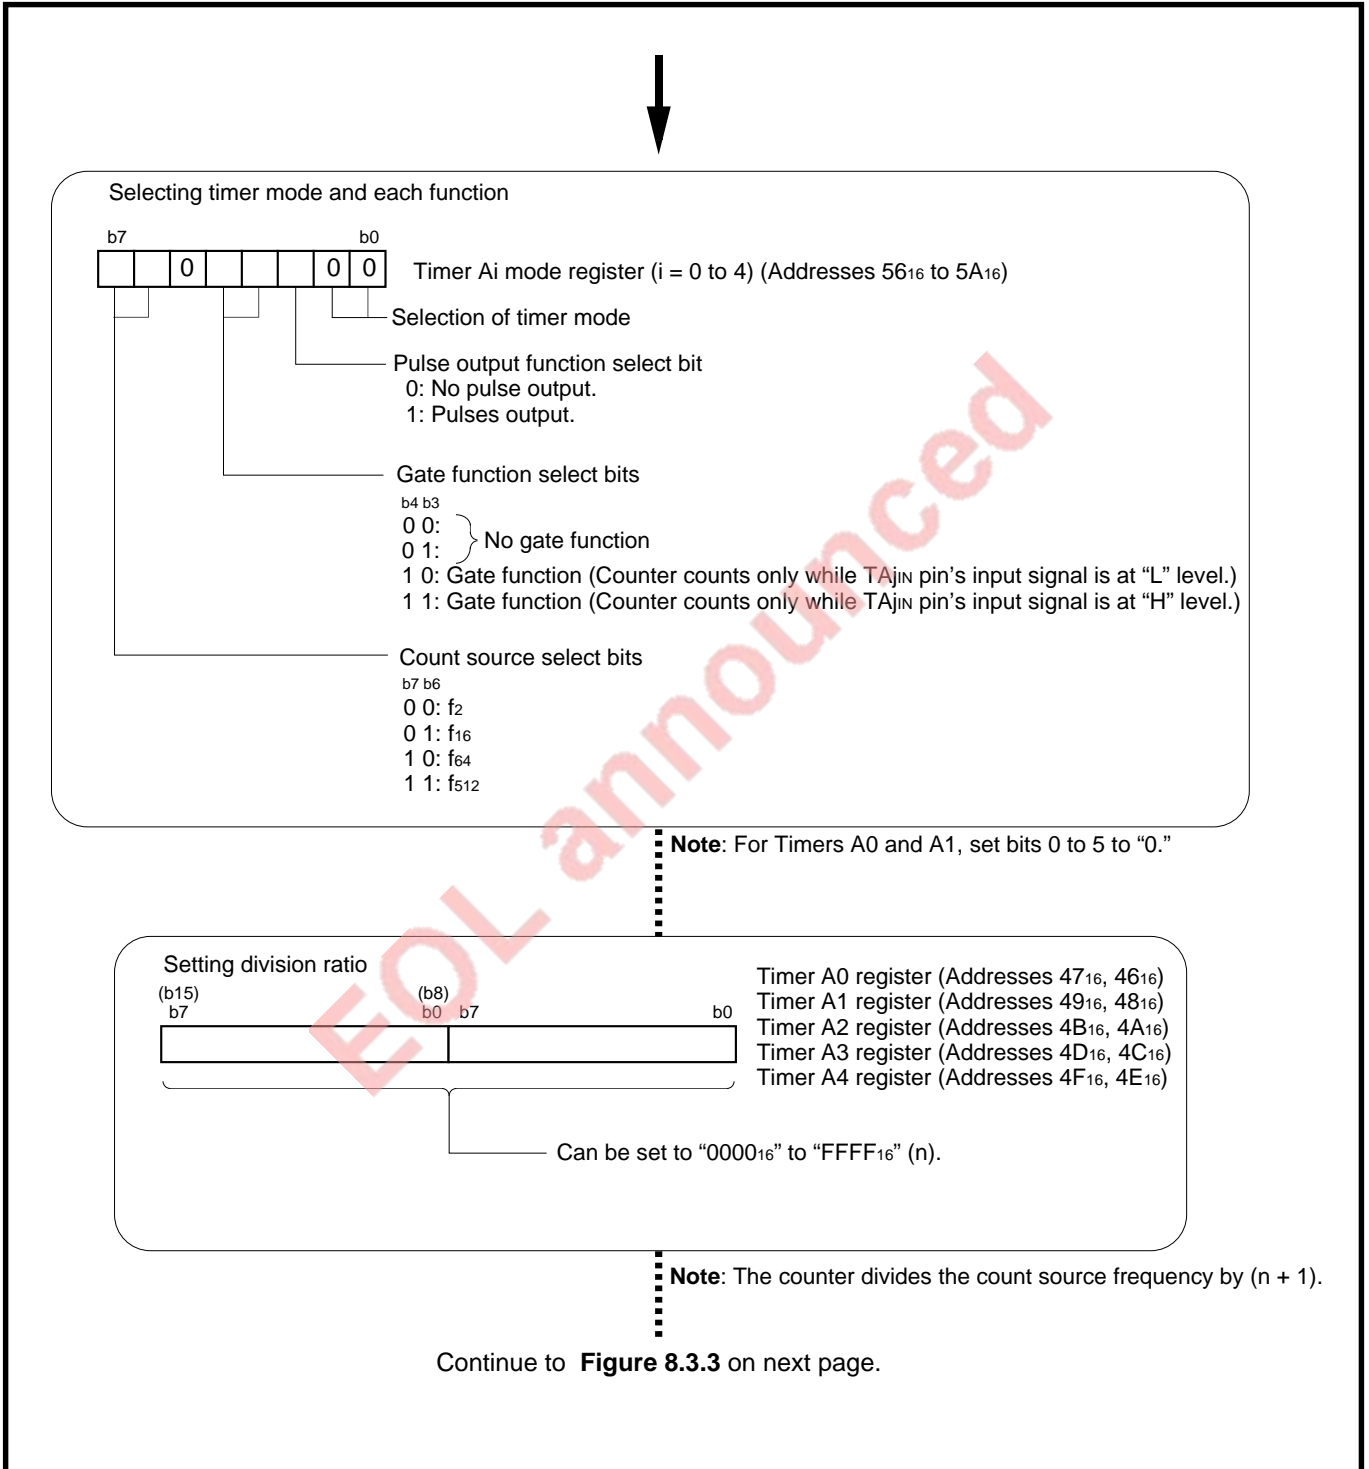 Selecting timer mode and each function
b7 b0
0 0 0
Timer Ai mode register (i = 0 to 4) (Addresses 5616 to 5A16)
Selection of timer mode
Pulse output function select bit
0: No pulse output.
1: Pulses output.
Gate function select bits
b4 b3
0 0:
0 1:
No gate function
1 0: Gate function (Counter counts only while TAjIN pin's input signal is at “L” level.)
1 1: Gate function (Counter counts only while TAjIN pin's input signal is at “H” level.)
Count source select bits
b7 b6
0 0: f2
0 1: f16
1 0: f64
1 1: f512
Note: For Timers A0 and A1, set bits 0 to 5 to “0.”
Setting division ratio
(b15) (b8)
b7 b0 b7 b0
Timer A0 register (Addresses 4716, 4616)
Timer A1 register (Addresses 4916, 4816)
Timer A2 register (Addresses 4B16, 4A16)
Timer A3 register (Addresses 4D16, 4C16)
Timer A4 register (Addresses 4F16, 4E16)
Can be set to “000016” to “FFFF16” (n).
Note: The counter divides the count source frequency by (n + 1).
Continue to Figure 8.3.3 on next page.
EOL announced